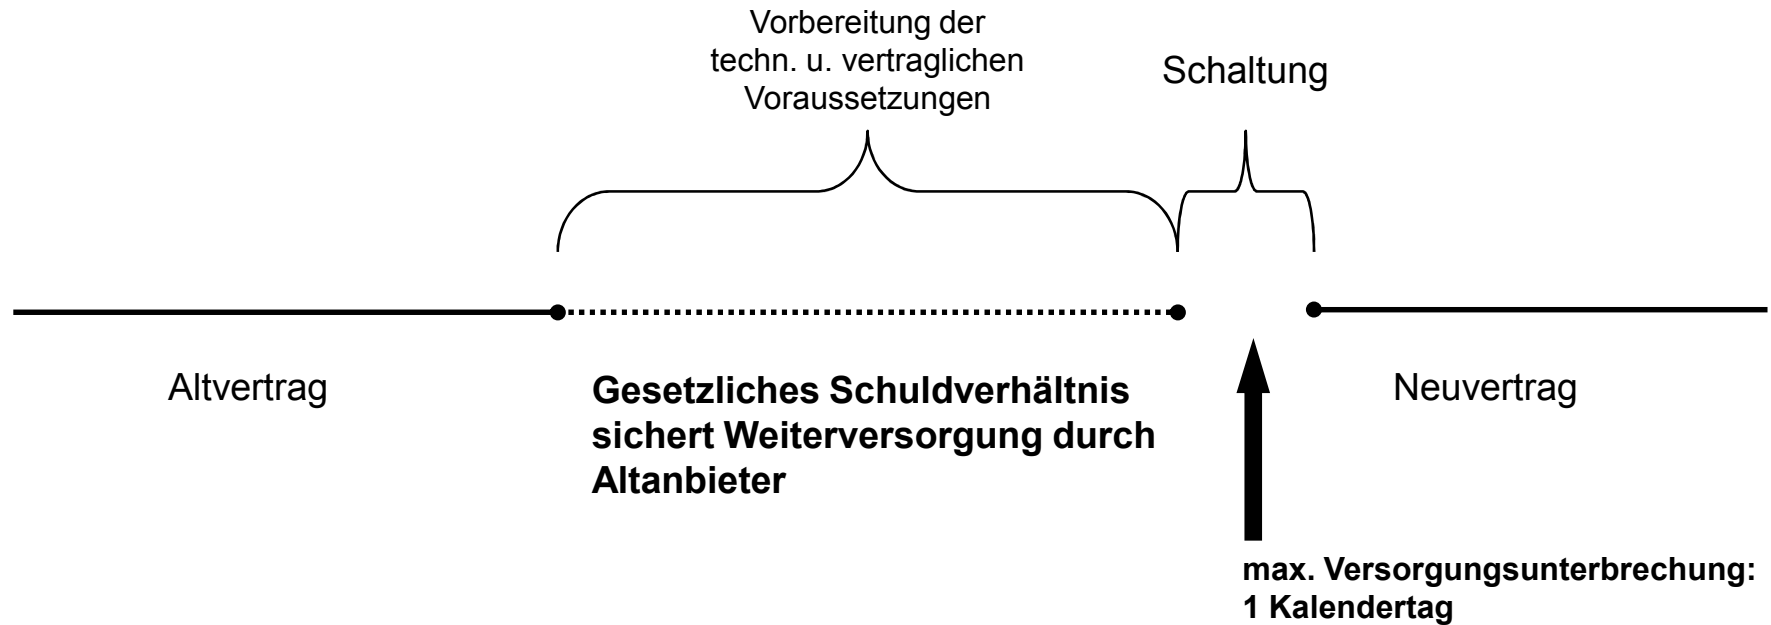 Vorbereitung der
techn. u. vertraglichen
Voraussetzungen
Schaltung
Altvertrag
Gesetzliches Schuldverhältnis
sichert Weiterversorgung durch
Altanbieter
Neuvertrag
max. Versorgungsunterbrechung:
1 Kalendertag